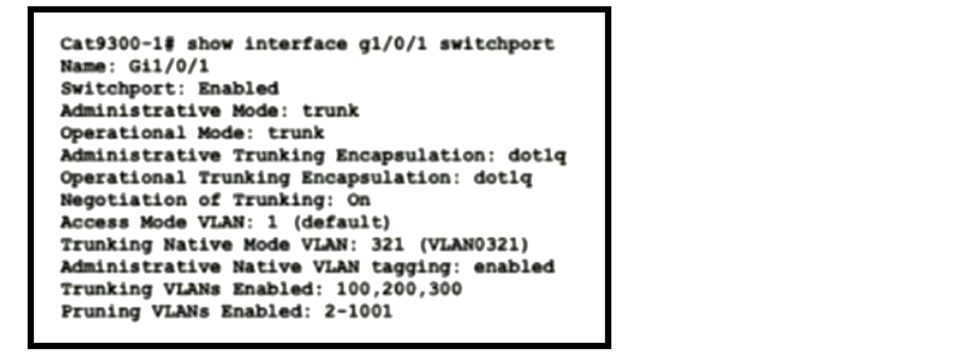 Cat9300-1# show interface g1/0/1 switchport
Name: Gi1/0/1
Switchport: Enabled
Administrative Mode: trunk
Operational Mode: trunk
Administrative Trunking Encapsulation: dot1q
Operational Trunking Encapsulation: dot1q
Negotiation of Trunking: On
Access Mode VLAN: 1 (default)
Trunking Native Mode VLAN: 321 (VLAN0321)
Administrative Native VLAN tagging: enabled
Trunking VLANs Enabled: 100,200,300
Pruning VLANs Enabled: 2-1001